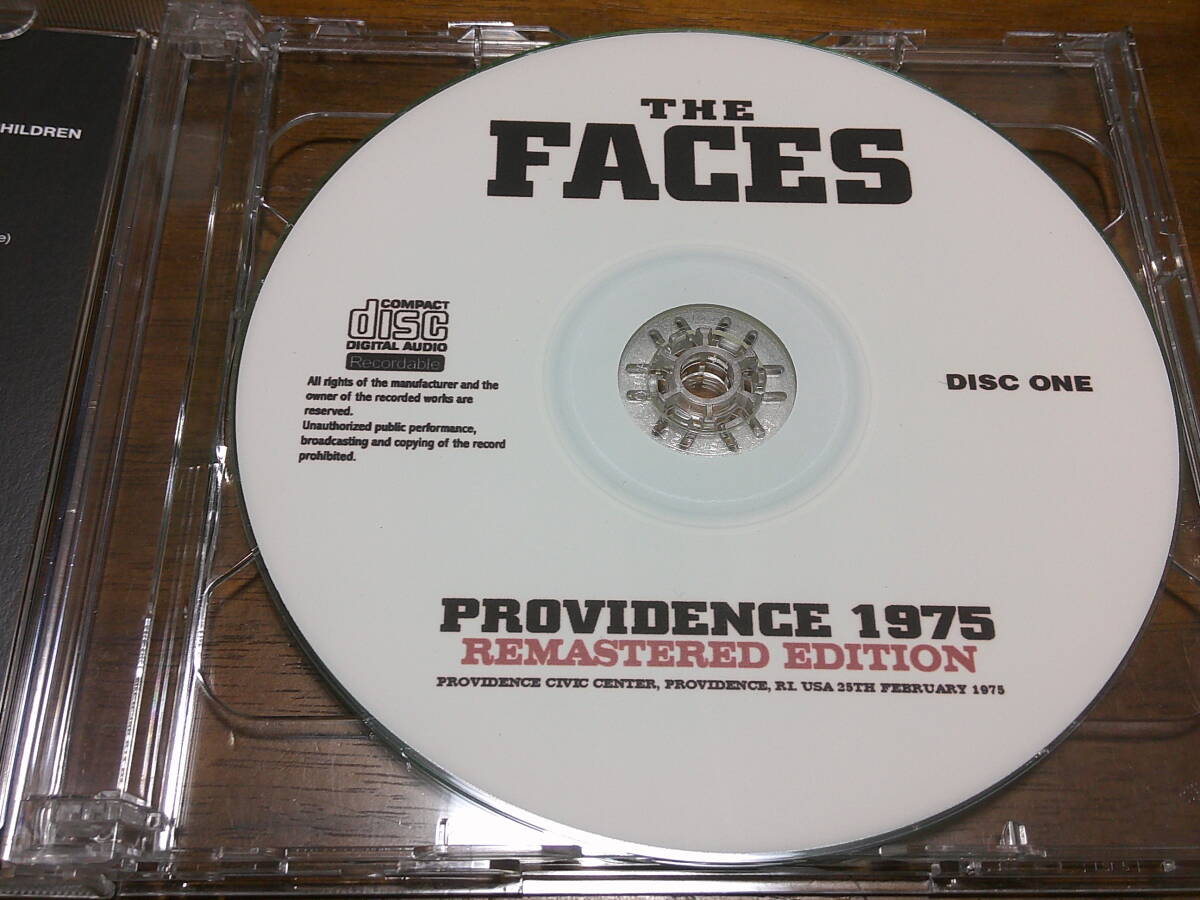 HILDREN
e)
THE
FACES
COMPACT
disc
DIGITAL AUDIO
Recordable
All rights of the manufacturer and the
owner of the recorded works are
reserved.
Unauthorized public performance,
broadcasting and copying of the record
prohibited.
DISC ONE
PROVIDENCE 1975
REMASTERED EDITION
PROVIDENCE CIVIC CENTER, PROVIDENCE, RI. USA 25TH FEBRUARY 1975